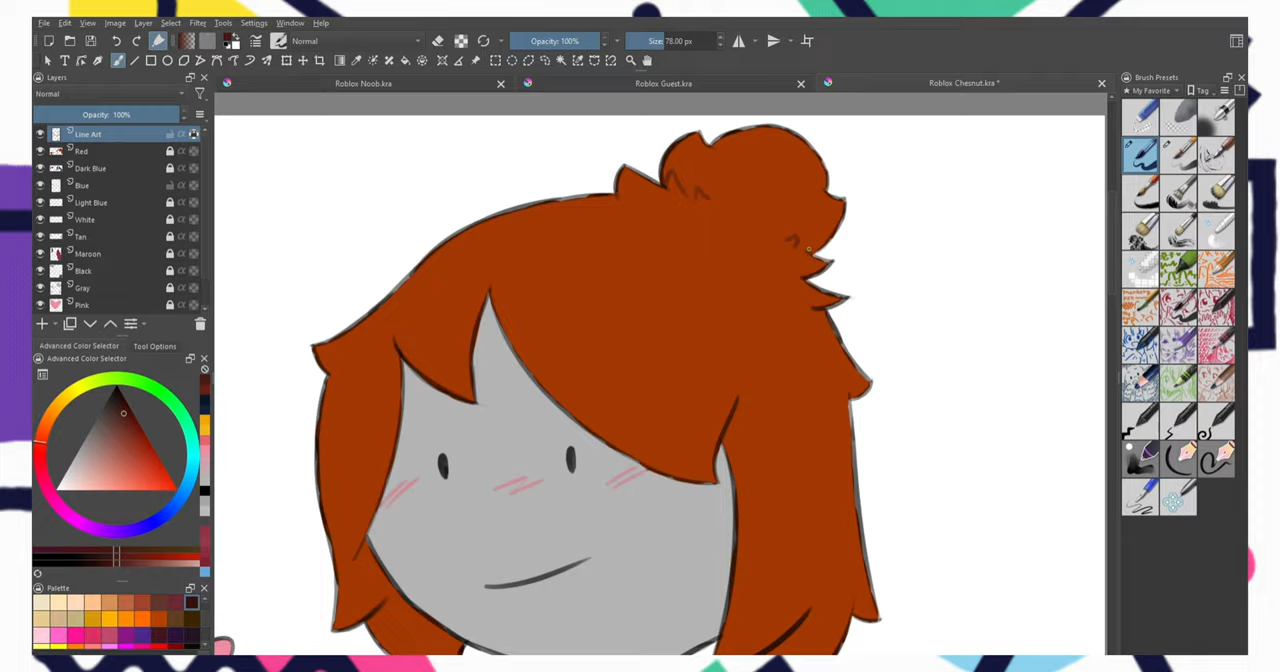 File Edit View Image Layer Select Filter Tools Settings Window Help
Normal Opacity: 100% Size: 78.00 px
Layers
Roblox Noob.kra Roblox Guest.kra Roblox Chesnut.kra *
Brush Presets
Normal
My Favorite Tag
Opacity: 100%
Line Art
Red
Dark Blue
Blue
Light Blue
White
Tan
Maroon
Black
Gray
Pink
Advanced Color Selector Tool Options
Advanced Color Selector
Palette